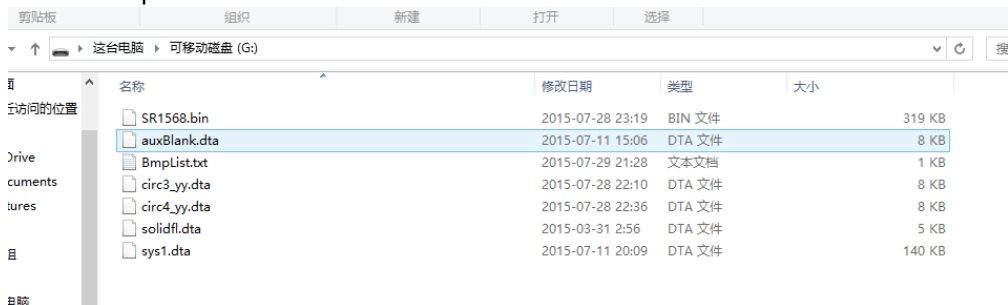 剪贴板 组织 新建 打开 选择
这台电脑 可移动磁盘 (G:) 搜
名称 修改日期 类型 大小
SR1568.bin 2015-07-28 23:19 BIN 文件 319 KB
auxBlank.dta 2015-07-11 15:06 DTA 文件 8 KB
BmpList.txt 2015-07-29 21:28 文本文档 1 KB
circ3_yy.dta 2015-07-28 22:10 DTA 文件 8 KB
circ4_yy.dta 2015-07-28 22:36 DTA 文件 8 KB
solidfl.dta 2015-03-31 2:56 DTA 文件 5 KB
sys1.dta 2015-07-11 20:09 DTA 文件 140 KB
面
近访问的位置
Drive
cuments
tures
组
电脑